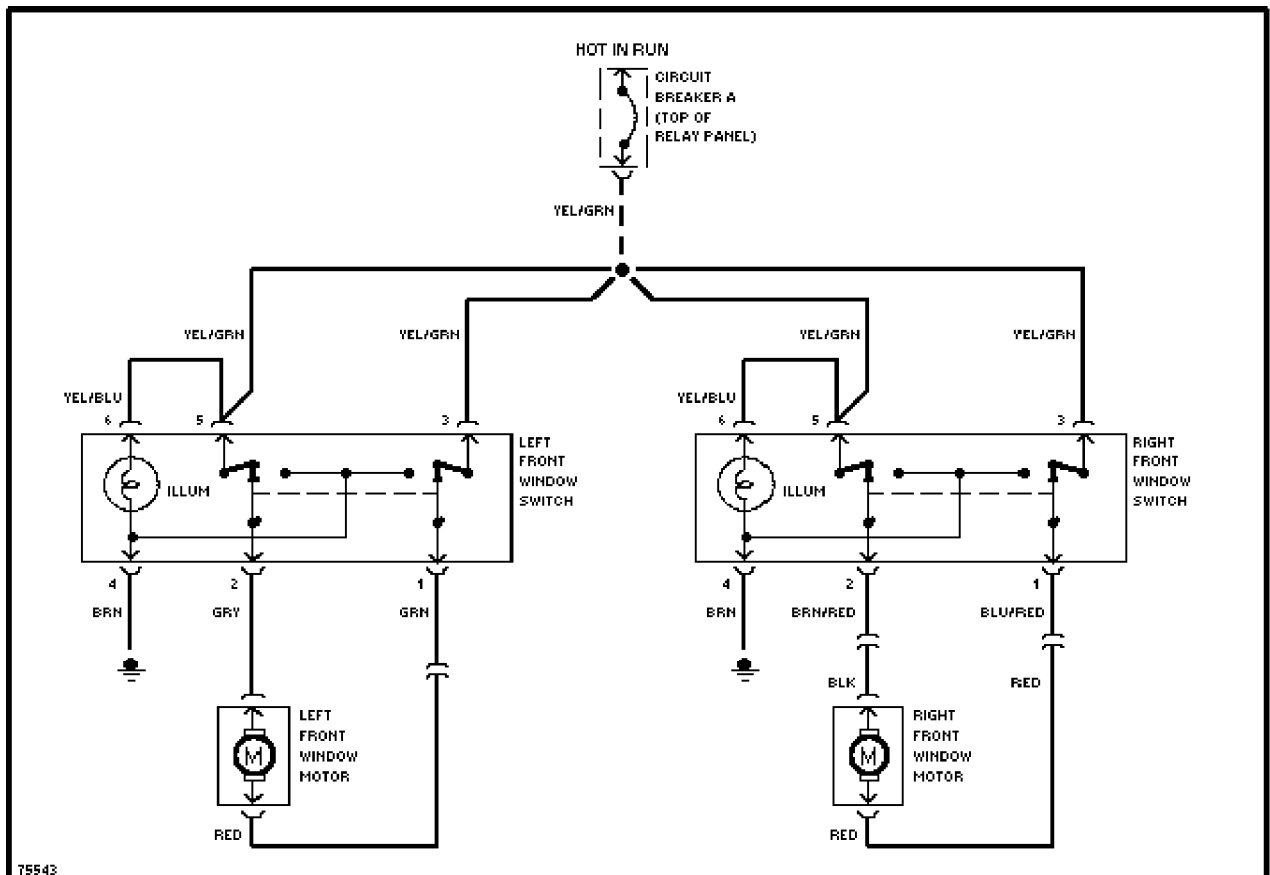 HOT IN RUN
CIRCUIT
BREAKER A
(TOP OF
RELAY PANEL)
YEL/GRN
YEL/GRN
YEL/GRN
YEL/GRN
YEL/GRN
YEL/BLU
YEL/BLU
6
5
3
6
5
3
LEFT
FRONT
WINDOW
SWITCH
ILLUM
RIGHT
FRONT
WINDOW
SWITCH
ILLUM
4
2
1
4
2
1
BRN
GRY
GRN
BRN
BRN/RED
BLU/RED
BLK
RED
LEFT
FRONT
WINDOW
MOTOR
M
RIGHT
FRONT
WINDOW
MOTOR
M
RED
RED
75543